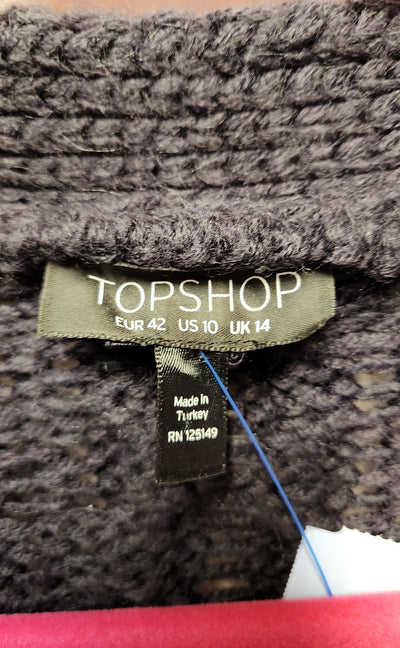 TOPSHOP
EUR 42 US 10 UK 14
Made in
Turkey
RN 125149